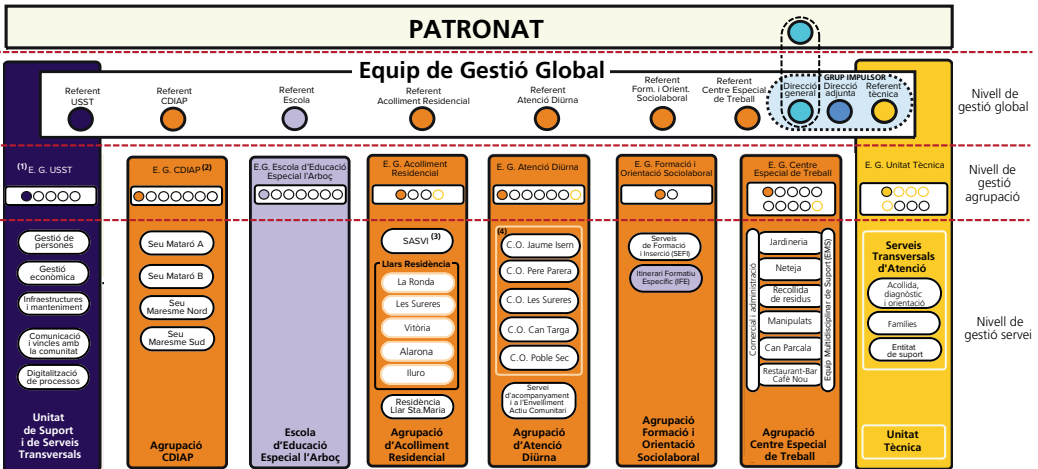 PATRONAT
Equip de Gestió Global
Referent
USST
Referent
CDIAP
Referent
Escola
Referent
Acolliment Residencial
Referent
Atenció Diürna
Referent
Form. i Orient.
Sociolaboral
Referent
Centre Especial
de Treball
GRUP IMPULSOR
Direcció
general
Direcció
adjunta
Referent
tècnica
Nivell de
gestió global
(1) E. G. USST
E. G. CDIAP (2)
E.G. Escola d'Educació
Especial l'Arboç
E. G. Acolliment
Residencial
E. G. Atenció Diürna
E. G. Formació i
Orientació Sociolaboral
E. G. Centre
Especial de Treball
E. G. Unitat Tècnica
Nivell de
gestió
agrupació
Gestió de
persones
Gestió
econòmica
Infraestructures
i manteniment
Comunicació
i vincles amb
la comunitat
Digitalització
de processos
Unitat
de Suport
i de Serveis
Transversals
Seu Mataró A
Seu Mataró B
Seu
Maresme Nord
Seu
Maresme Sud
Agrupació
CDIAP
Escola
d'Educació
Especial l'Arboç
SASVI (3)
Llars Residència
La Ronda
Les Sureres
Vitòria
Alarona
Iluro
Residència
Llar Sta.Maria
Agrupació
d'Acolliment
Residencial
(4)
C.O. Jaume Isern
C.O. Pere Parera
C.O. Les Sureres
C.O. Can Targa
C.O. Poble Sec
Servei
d'acompanyament
i a l'Envelliment
Actiu Comunitari
Agrupació
d'Atenció
Diürna
Serveis
de Formació
i Inserció (SEFI)
Itinerari Formatiu
Específic (IFE)
Agrupació
Formació i
Orientació
Sociolaboral
Comercial i administració
Jardineria
Neteja
Recollida
de residus
Manipulats
Can Parcala
Restaurant-Bar
Cafè Nou
Equip Multidisciplinar de Suport (EMS)
Agrupació
Centre Especial
de Treball
Serveis
Transversals
d'Atenció
Acollida,
diagnòstic
i orientació
Famílies
Entitat
de suport
Unitat
Tècnica
Nivell de
gestió servei